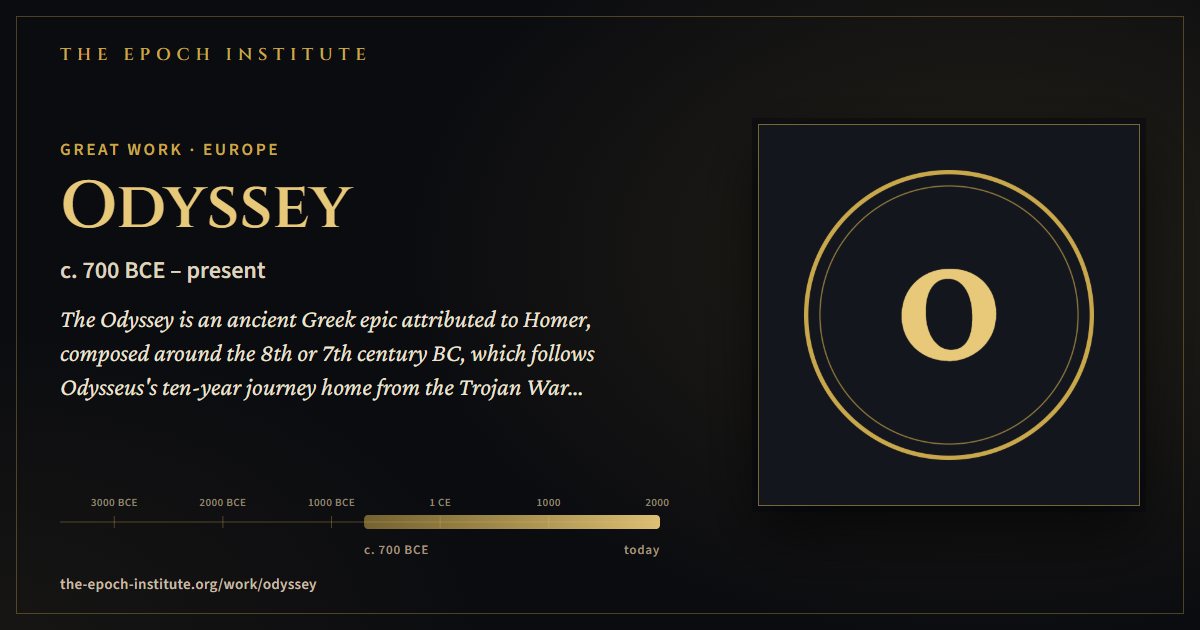 THE EPOCH INSTITUTE
GREAT WORK · EUROPE
ODYSSEY
c. 700 BCE – present
The Odyssey is an ancient Greek epic attributed to Homer,
composed around the 8th or 7th century BC, which follows
Odysseus's ten-year journey home from the Trojan War...
O
3000 BCE 2000 BCE 1000 BCE 1 CE 1000 2000
c. 700 BCE today
the-epoch-institute.org/work/odyssey